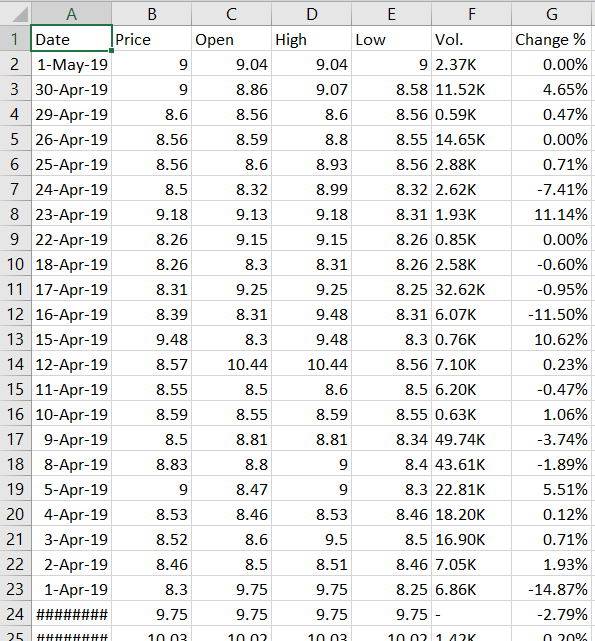 A B C D E F G
1 Date Price Open High Low Vol. Change %
2 1-May-19 9 9.04 9.04 9 2.37K 0.00%
3 30-Apr-19 9 8.86 9.07 8.58 11.52K 4.65%
4 29-Apr-19 8.6 8.56 8.6 8.56 0.59K 0.47%
5 26-Apr-19 8.56 8.59 8.8 8.55 14.65K 0.00%
6 25-Apr-19 8.56 8.6 8.93 8.56 2.88K 0.71%
7 24-Apr-19 8.5 8.32 8.99 8.32 2.62K -7.41%
8 23-Apr-19 9.18 9.13 9.18 8.31 1.93K 11.14%
9 22-Apr-19 8.26 9.15 9.15 8.26 0.85K 0.00%
10 18-Apr-19 8.26 8.3 8.31 8.26 2.58K -0.60%
11 17-Apr-19 8.31 9.25 9.25 8.25 32.62K -0.95%
12 16-Apr-19 8.39 8.31 9.48 8.31 6.07K -11.50%
13 15-Apr-19 9.48 8.3 9.48 8.3 0.76K 10.62%
14 12-Apr-19 8.57 10.44 10.44 8.56 7.10K 0.23%
15 11-Apr-19 8.55 8.5 8.6 8.5 6.20K -0.47%
16 10-Apr-19 8.59 8.55 8.59 8.55 0.63K 1.06%
17 9-Apr-19 8.5 8.81 8.81 8.34 49.74K -3.74%
18 8-Apr-19 8.83 8.8 9 8.4 43.61K -1.89%
19 5-Apr-19 9 8.47 9 8.3 22.81K 5.51%
20 4-Apr-19 8.53 8.46 8.53 8.46 18.20K 0.12%
21 3-Apr-19 8.52 8.6 9.5 8.5 16.90K 0.71%
22 2-Apr-19 8.46 8.5 8.51 8.46 7.05K 1.93%
23 1-Apr-19 8.3 9.75 9.75 8.25 6.86K -14.87%
24 ######## 9.75 9.75 9.75 9.75 - -2.79%
25 ######## 10.03 10.02 10.03 10.02 1.42K 0.20%